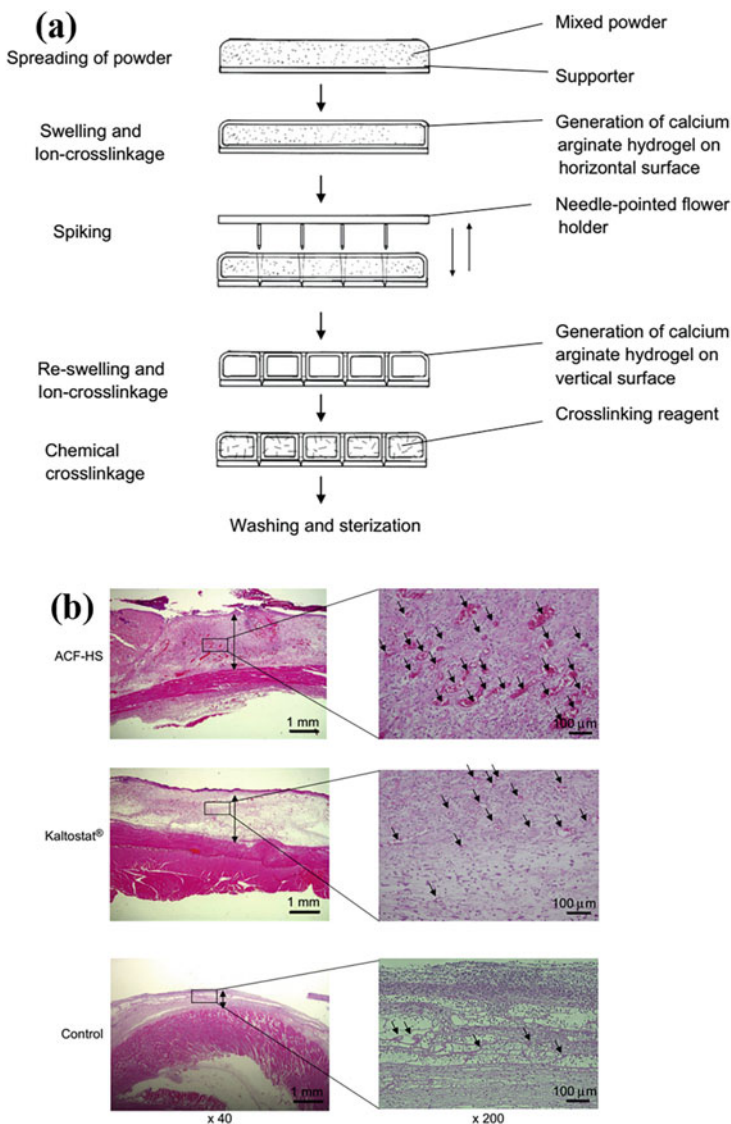 (a)
Spreading of powder
Mixed powder
Supporter
Swelling and
Ion-crosslinkage
Generation of calcium
arginate hydrogel on
horizontal surface
Spiking
Needle-pointed flower
holder
Re-swelling and
Ion-crosslinkage
Generation of calcium
arginate hydrogel on
vertical surface
Chemical
crosslinkage
Crosslinking reagent
Washing and sterization
(b)
ACF-HS
1 mm
100 μm
Kaltostat®
1 mm
100 μm
Control
1 mm
100 μm
x 40
x 200